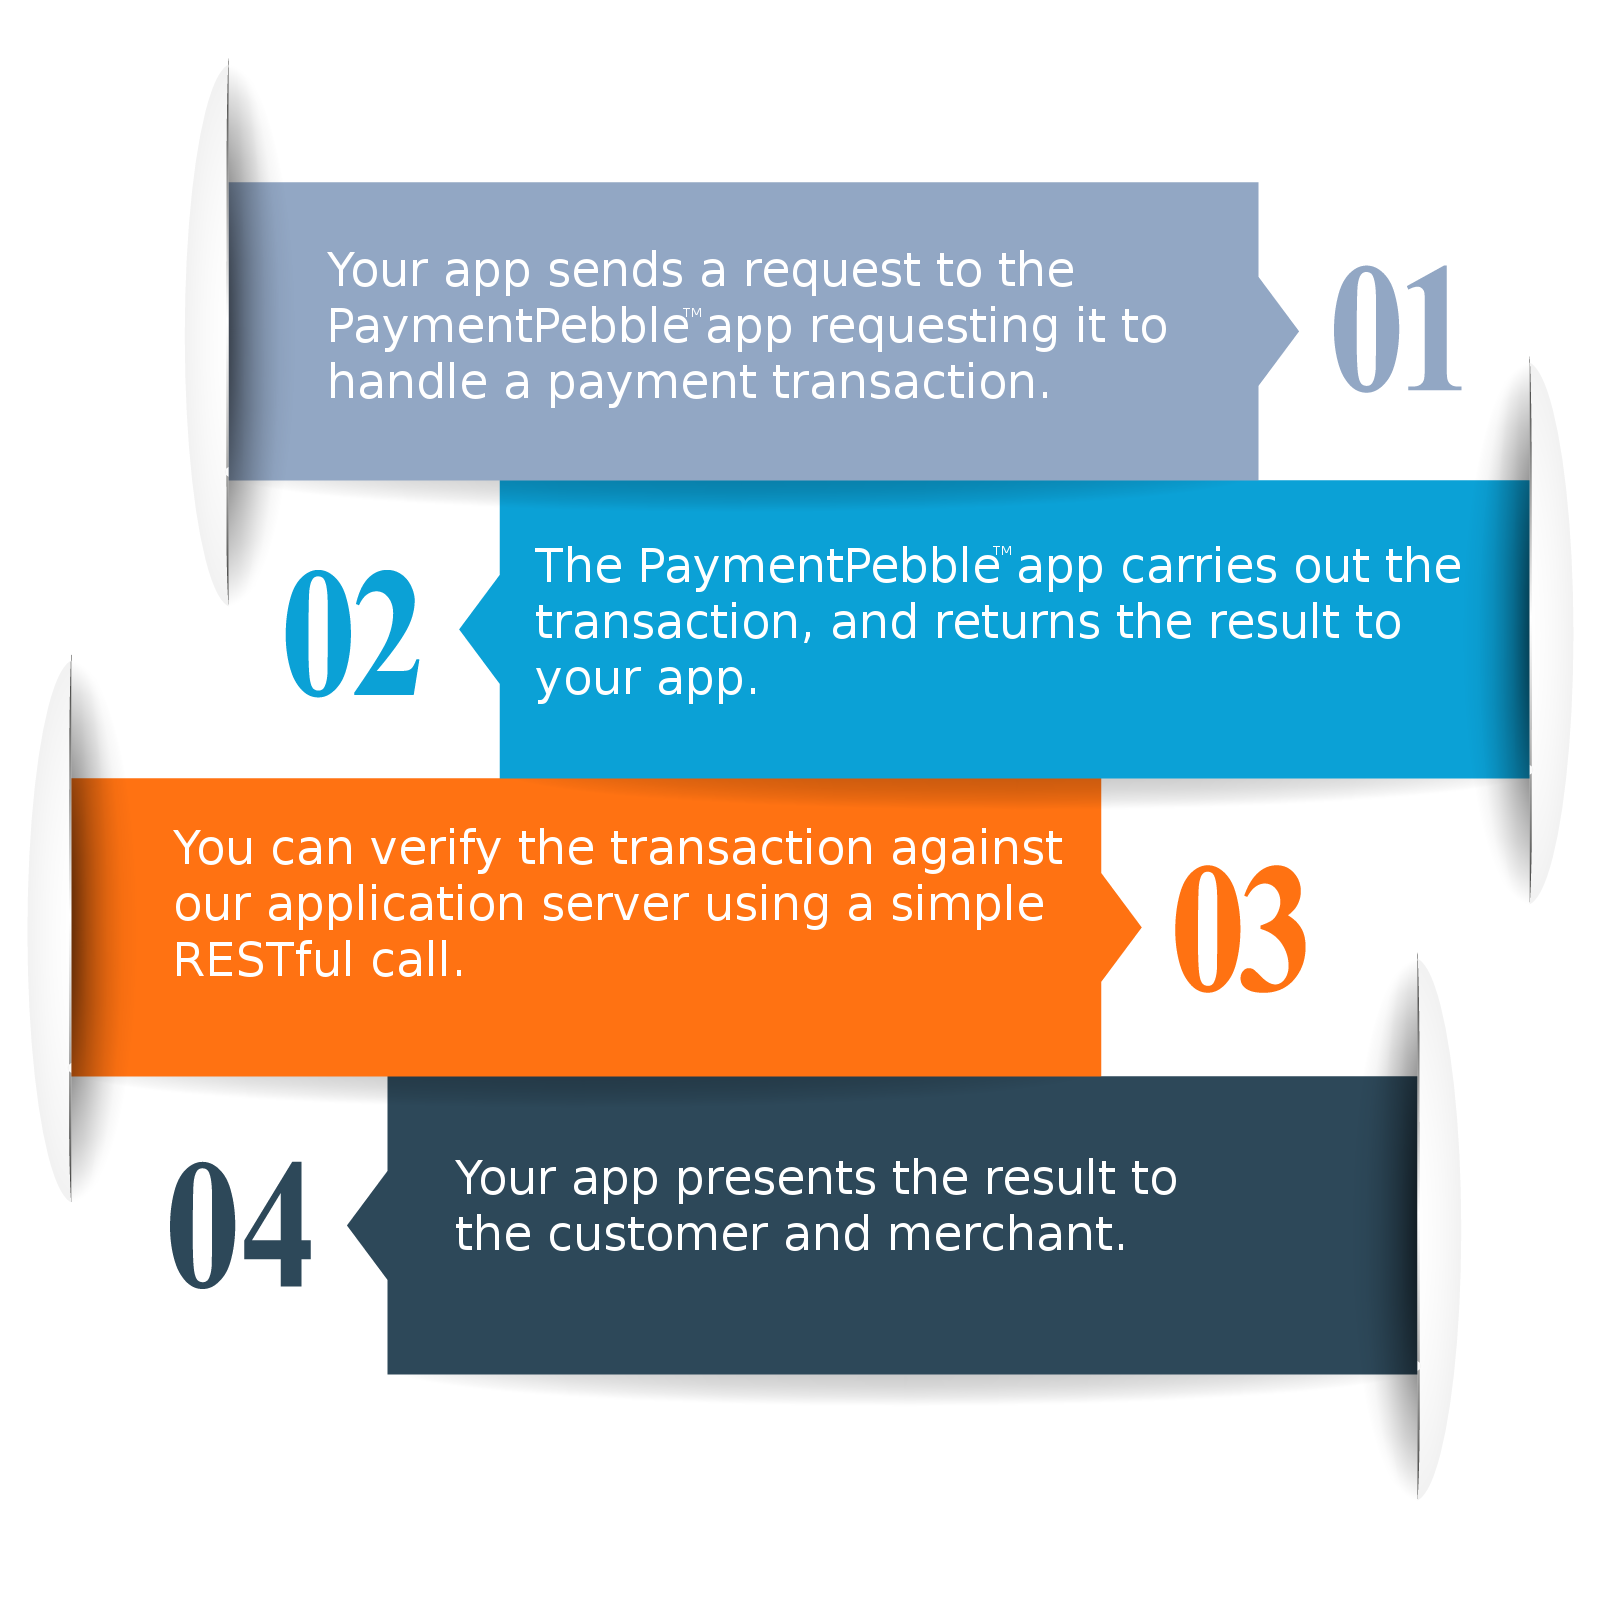 Your app sends a request to the
PaymentPebble™ app requesting it to
handle a payment transaction.
01
The PaymentPebble™ app carries out the
transaction, and returns the result to
your app.
02
You can verify the transaction against
our application server using a simple
RESTful call.
03
Your app presents the result to
the customer and merchant.
04